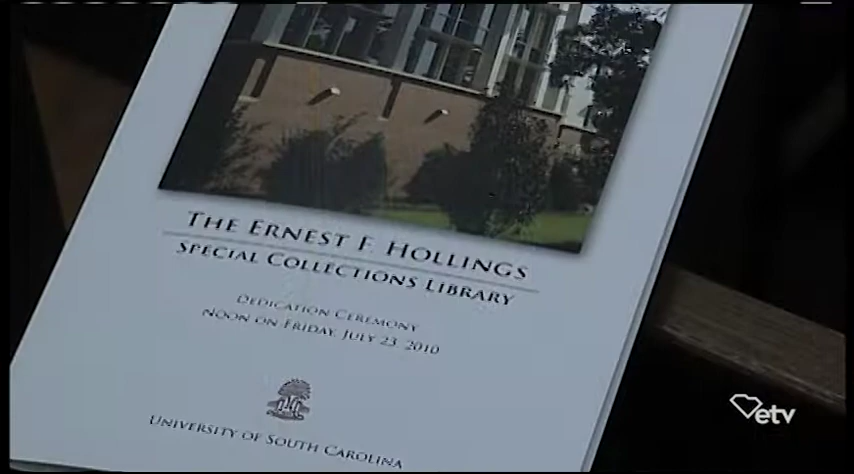 THE ERNEST F. HOLLINGS
SPECIAL COLLECTIONS LIBRARY
DEDICATION CEREMONY
NOON ON FRIDAY, JULY 23, 2010
UNIVERSITY OF SOUTH CAROLINA
etv